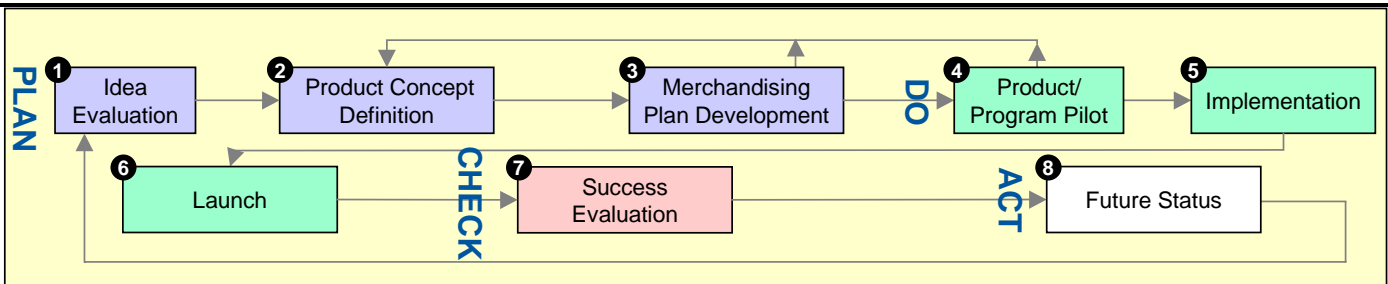 PLAN
1
Idea
Evaluation
2
Product Concept
Definition
3
Merchandising
Plan Development
DO
4
Product/
Program Pilot
5
Implementation
6
Launch
CHECK
7
Success
Evaluation
ACT
8
Future Status